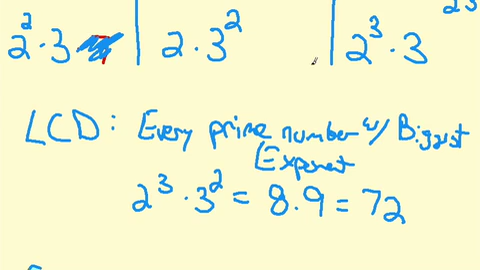 2² · 3 | 2 · 3² | 2³ · 3
LCD: Every prime number w/ Biggest
Exponent
2³ · 3² = 8 · 9 = 72